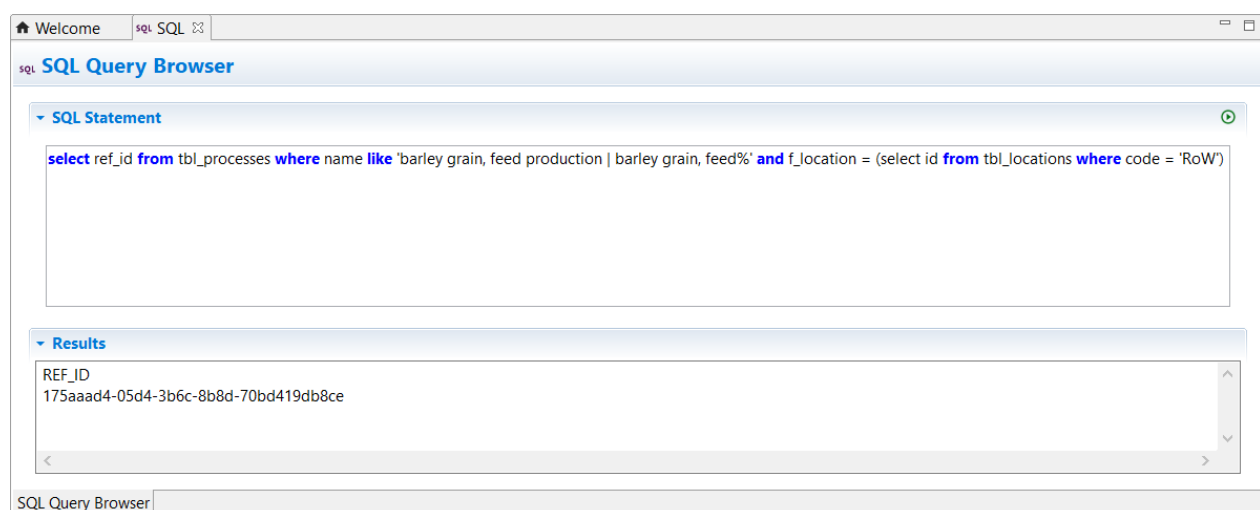 Welcome
SQL SQL
SQL SQL Query Browser
SQL Statement
select ref_id from tbl_processes where name like 'barley grain, feed production | barley grain, feed%' and f_location = (select id from tbl_locations where code = 'RoW')
Results
REF_ID
175aaad4-05d4-3b6c-8b8d-70bd419db8ce
SQL Query Browser